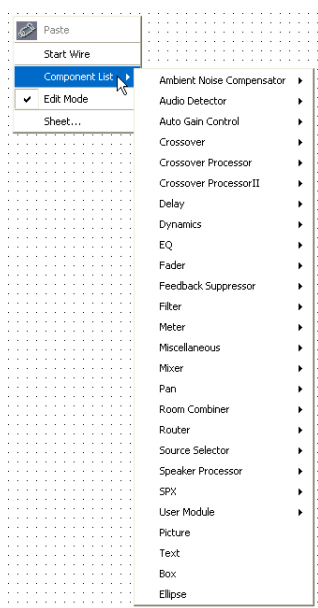 Paste
Start Wire
Component List
Edit Mode
Sheet...
Ambient Noise Compensator
Audio Detector
Auto Gain Control
Crossover
Crossover Processor
Crossover ProcessorII
Delay
Dynamics
EQ
Fader
Feedback Suppressor
Filter
Meter
Miscellaneous
Mixer
Pan
Room Combiner
Router
Source Selector
Speaker Processor
SPX
User Module
Picture
Text
Box
Ellipse